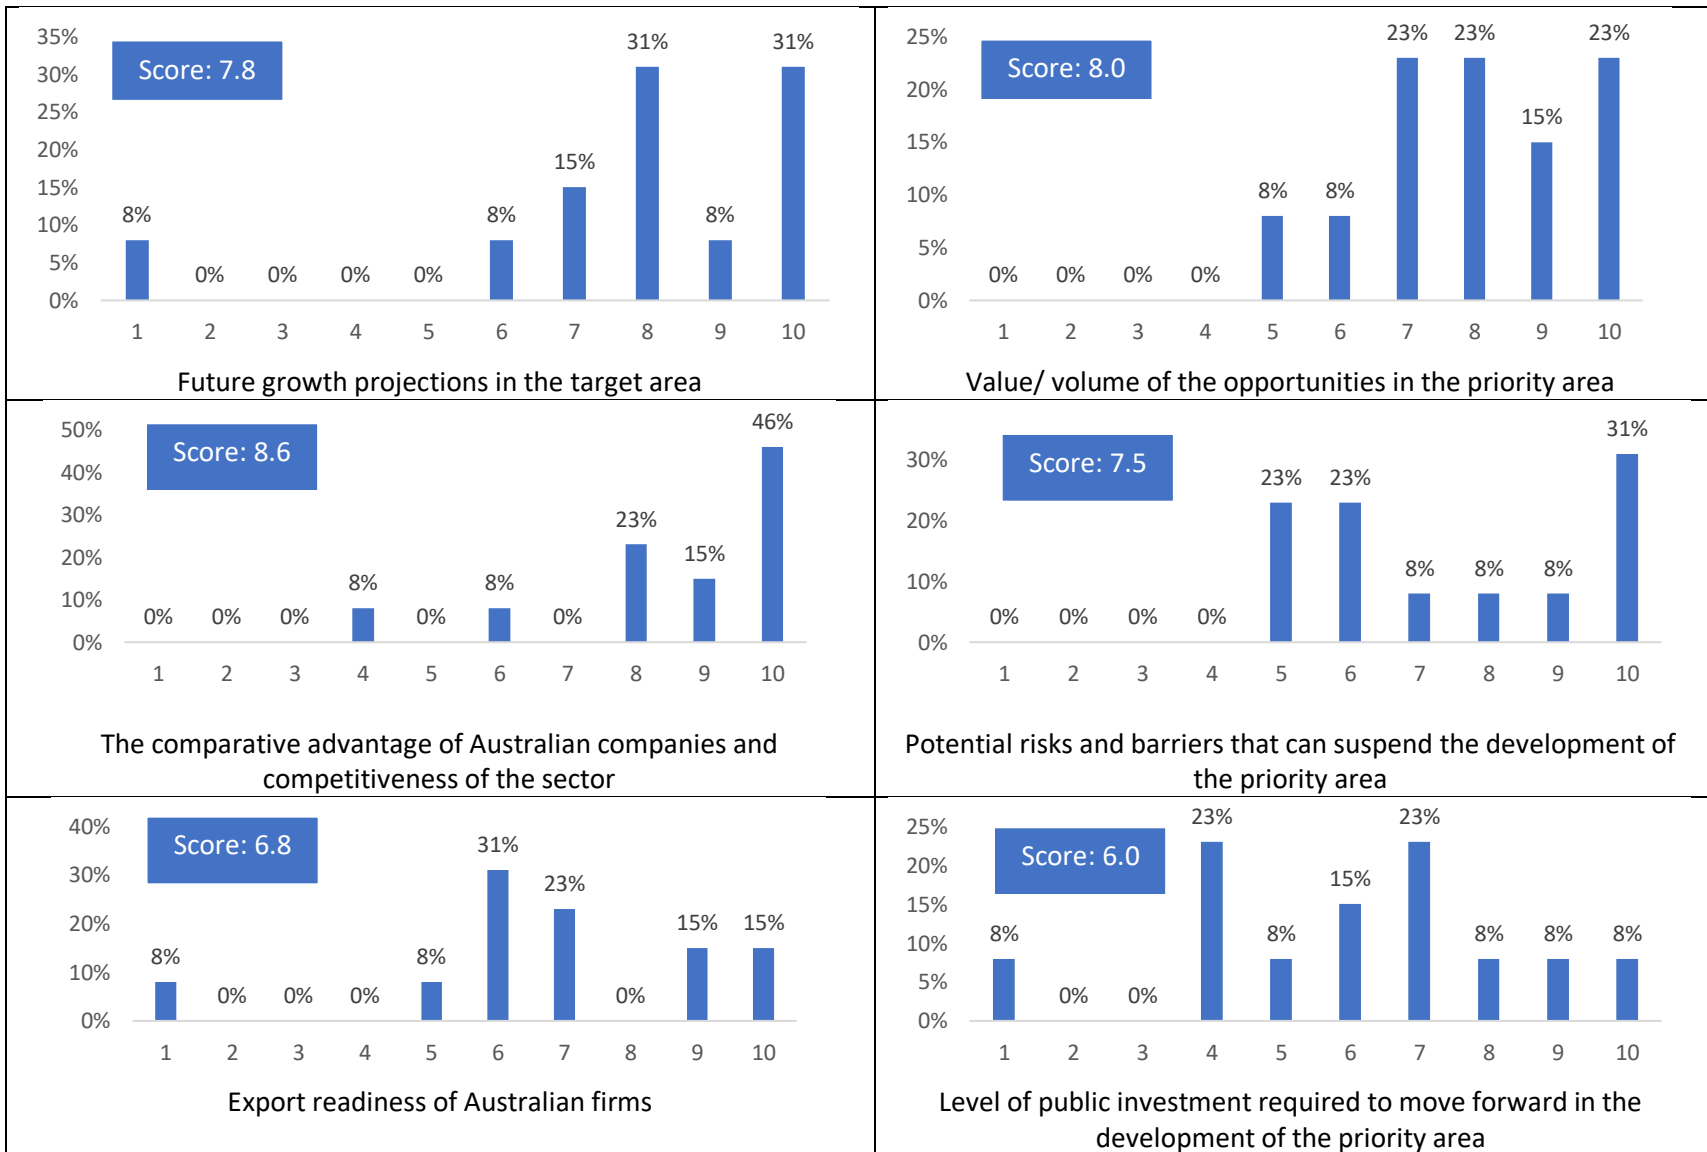 35%
30%
25%
20%
15%
10%
5%
0%
Score: 7.8
8% 0% 0% 0% 0% 8% 15% 31% 8% 31%
1 2 3 4 5 6 7 8 9 10
Future growth projections in the target area
25%
20%
15%
10%
5%
0%
Score: 8.0
0% 0% 0% 0% 8% 8% 23% 23% 15% 23%
1 2 3 4 5 6 7 8 9 10
Value/ volume of the opportunities in the priority area
50%
40%
30%
20%
10%
0%
Score: 8.6
0% 0% 0% 8% 0% 8% 0% 23% 15% 46%
1 2 3 4 5 6 7 8 9 10
The comparative advantage of Australian companies and
competitiveness of the sector
30%
20%
10%
0%
Score: 7.5
0% 0% 0% 0% 23% 23% 8% 8% 8% 31%
1 2 3 4 5 6 7 8 9 10
Potential risks and barriers that can suspend the development of
the priority area
40%
30%
20%
10%
0%
Score: 6.8
8% 0% 0% 0% 8% 31% 23% 0% 15% 15%
1 2 3 4 5 6 7 8 9 10
Export readiness of Australian firms
25%
20%
15%
10%
5%
0%
Score: 6.0
8% 0% 0% 23% 8% 15% 23% 8% 8% 8%
1 2 3 4 5 6 7 8 9 10
Level of public investment required to move forward in the
development of the priority area